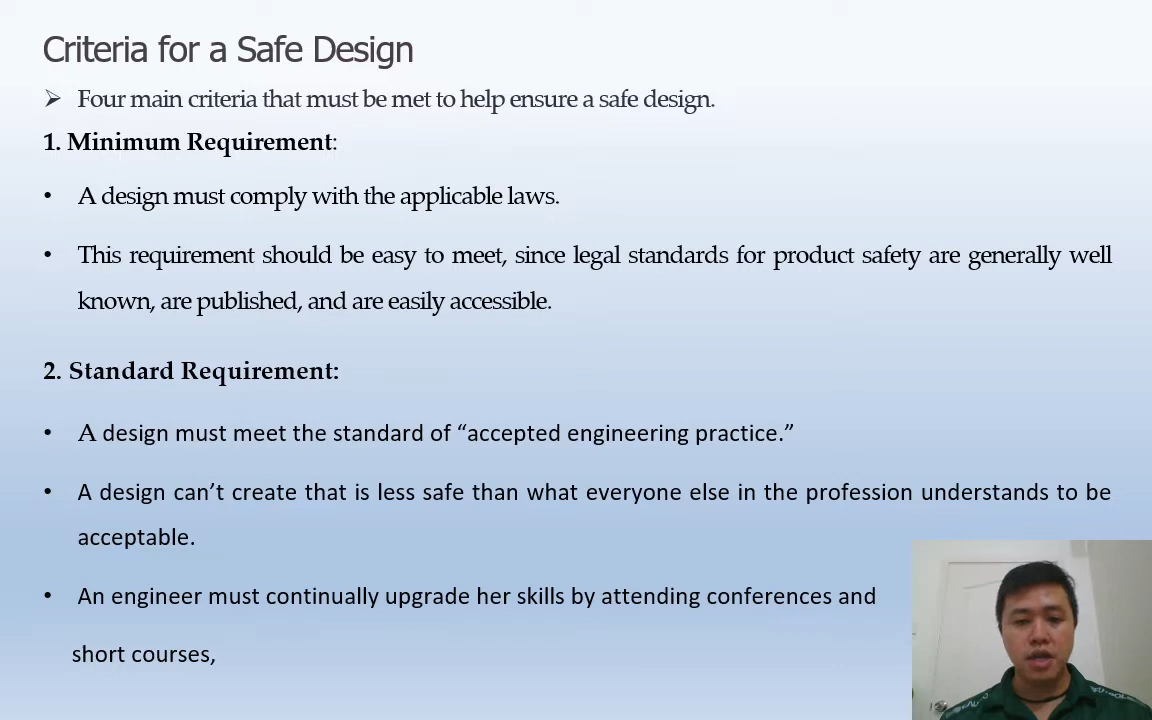 Criteria for a Safe Design
➢ Four main criteria that must be met to help ensure a safe design.
1. Minimum Requirement:
• A design must comply with the applicable laws.
• This requirement should be easy to meet, since legal standards for product safety are generally well
known, are published, and are easily accessible.
2. Standard Requirement:
• A design must meet the standard of “accepted engineering practice.”
• A design can’t create that is less safe than what everyone else in the profession understands to be
acceptable.
• An engineer must continually upgrade her skills by attending conferences and
short courses,